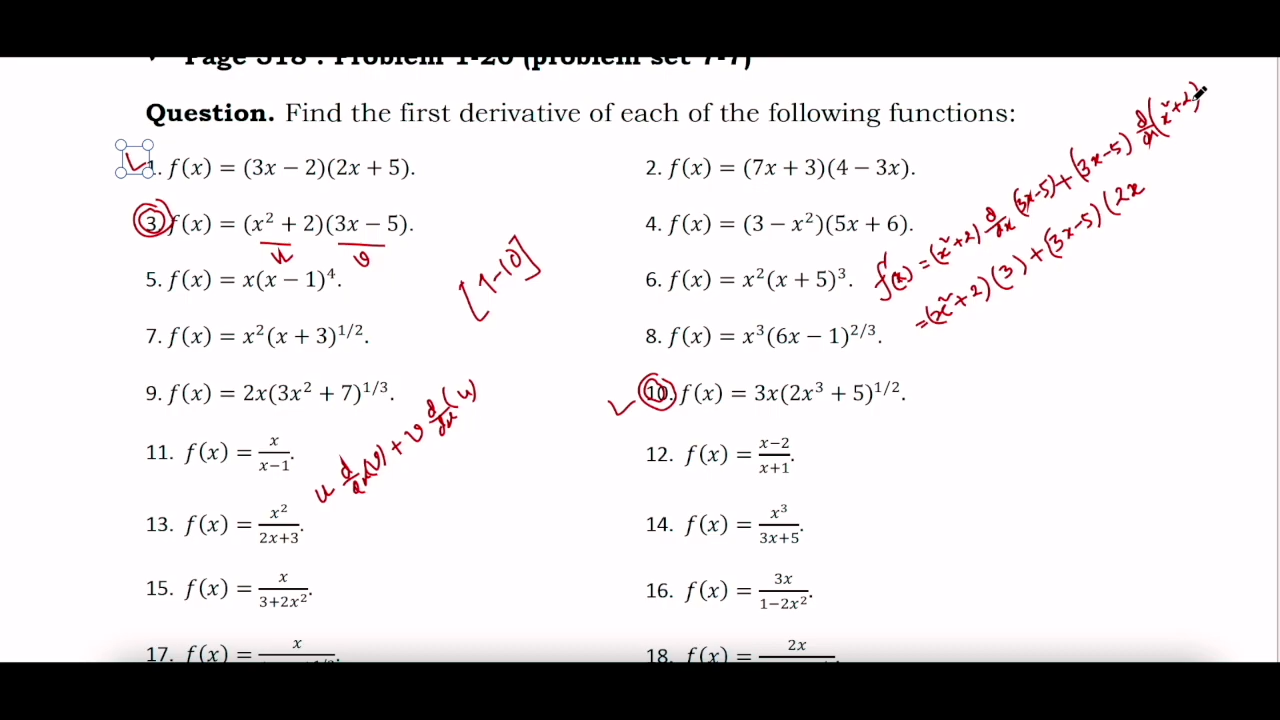 Page 318 : Problem 1-20 (problem set 7-7)
Question. Find the first derivative of each of the following functions:
1. f(x) = (3x − 2)(2x + 5).
2. f(x) = (7x + 3)(4 − 3x).
3. f(x) = (x² + 2)(3x − 5).
u v
4. f(x) = (3 − x²)(5x + 6).
5. f(x) = x(x − 1)⁴.
6. f(x) = x²(x + 5)³.
[1-10]
f'(x) = (x²+2) d/dx (3x-5) + (3x-5) d/dx (x²+2)
= (x²+2)(3) + (3x-5)(2x
7. f(x) = x²(x + 3)^{1/2}.
8. f(x) = x³(6x − 1)^{2/3}.
9. f(x) = 2x(3x² + 7)^{1/3}.
10. f(x) = 3x(2x³ + 5)^{1/2}.
u d/dx (v) + v d/dx (u)
11. f(x) = x/(x−1).
12. f(x) = (x−2)/(x+1).
13. f(x) = x²/(2x+3).
14. f(x) = x³/(3x+5).
15. f(x) = x/(3+2x²).
16. f(x) = 3x/(1−2x²).
17. f(x) = x
18. f(x) = 2x